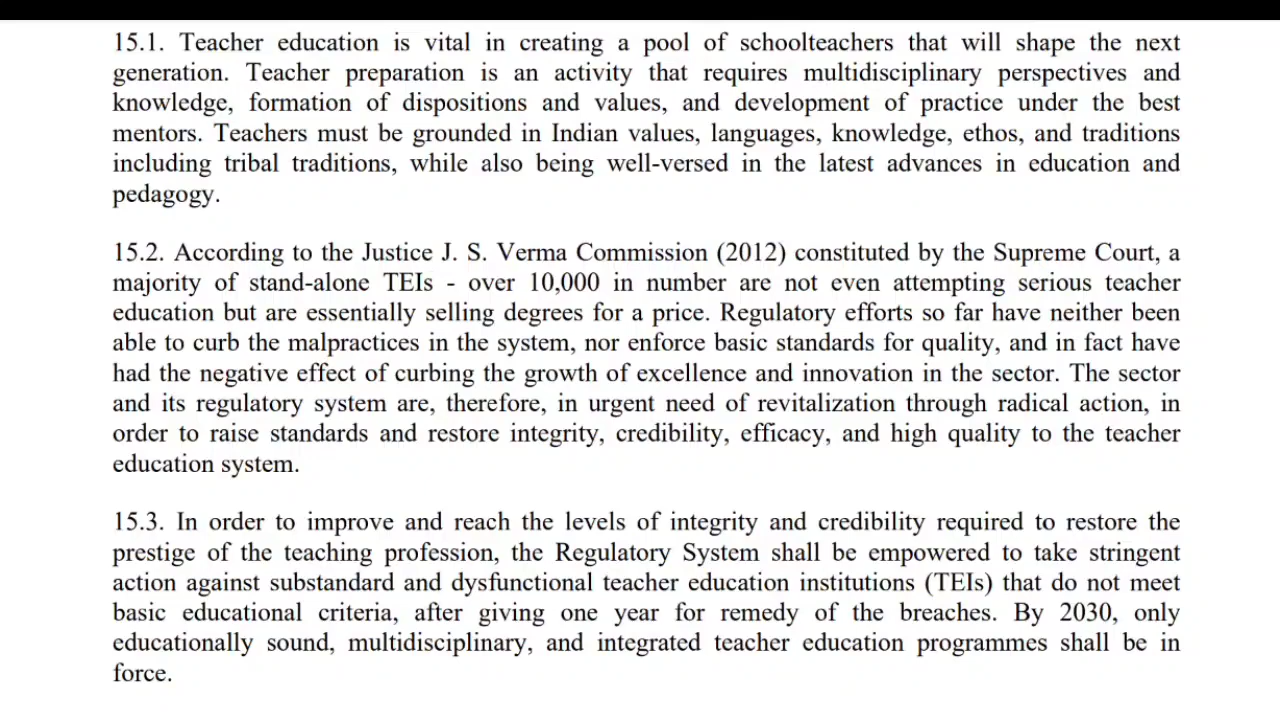 15.1. Teacher education is vital in creating a pool of schoolteachers that will shape the next
generation. Teacher preparation is an activity that requires multidisciplinary perspectives and
knowledge, formation of dispositions and values, and development of practice under the best
mentors. Teachers must be grounded in Indian values, languages, knowledge, ethos, and traditions
including tribal traditions, while also being well-versed in the latest advances in education and
pedagogy.
15.2. According to the Justice J. S. Verma Commission (2012) constituted by the Supreme Court, a
majority of stand-alone TEIs - over 10,000 in number are not even attempting serious teacher
education but are essentially selling degrees for a price. Regulatory efforts so far have neither been
able to curb the malpractices in the system, nor enforce basic standards for quality, and in fact have
had the negative effect of curbing the growth of excellence and innovation in the sector. The sector
and its regulatory system are, therefore, in urgent need of revitalization through radical action, in
order to raise standards and restore integrity, credibility, efficacy, and high quality to the teacher
education system.
15.3. In order to improve and reach the levels of integrity and credibility required to restore the
prestige of the teaching profession, the Regulatory System shall be empowered to take stringent
action against substandard and dysfunctional teacher education institutions (TEIs) that do not meet
basic educational criteria, after giving one year for remedy of the breaches. By 2030, only
educationally sound, multidisciplinary, and integrated teacher education programmes shall be in
force.